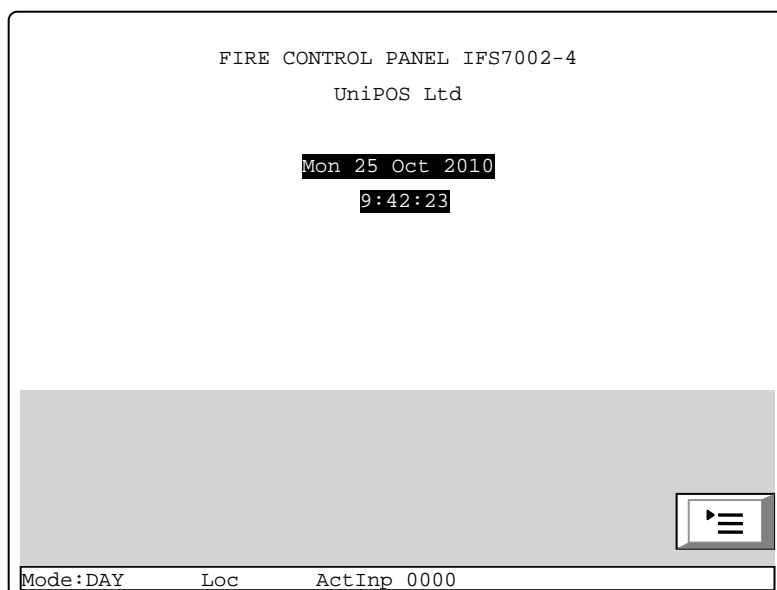 FIRE CONTROL PANEL IFS7002-4
UniPOS Ltd
Mon 25 Oct 2010
9:42:23
Mode:DAY Loc ActInp 0000